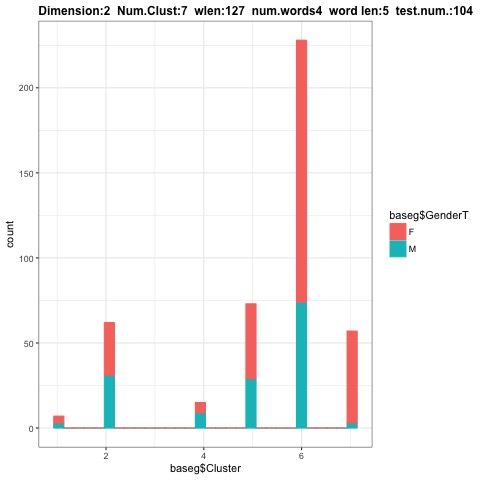 Dimension:2  Num.Clust:7  wlen:127  num.words4  word len:5  test.num.:104
200
150
100
50
0
count
2
4
6
baseg$Cluster
baseg$GenderT
F
M